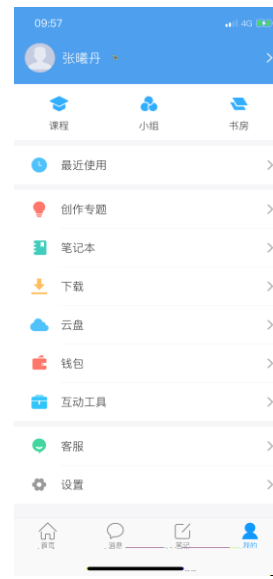 09:57 4G
张曦丹
课程 小组 书房
最近使用
创作专题
笔记本
下载
云盘
钱包
互动工具
客服
设置
首页 消息 笔记 我的